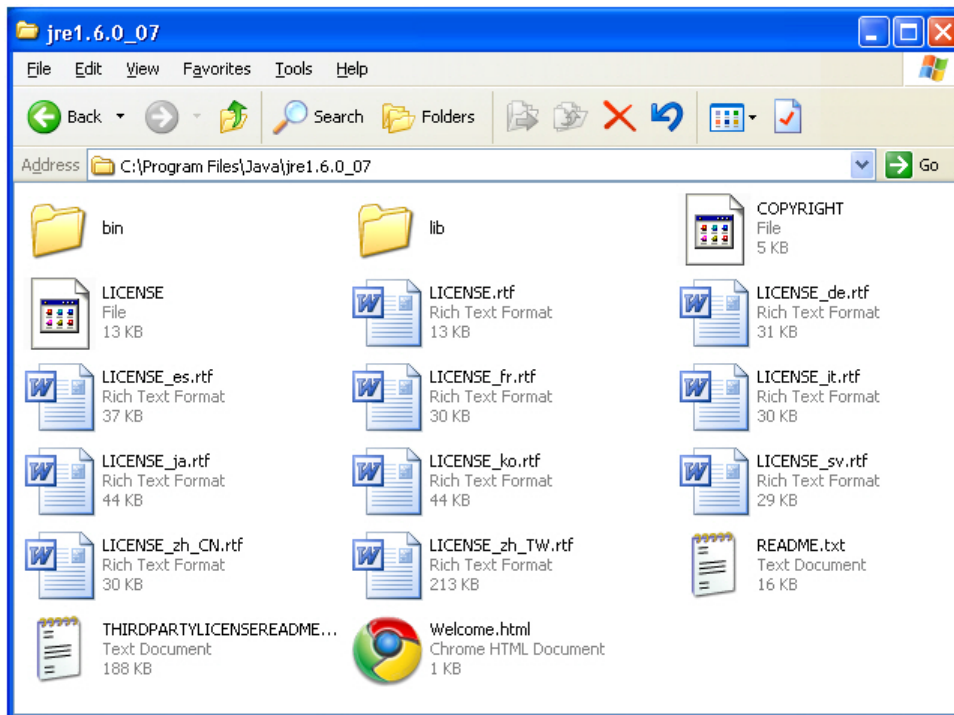 jre1.6.0_07
File Edit View Favorites Tools Help
Back Search Folders
Address C:\Program Files\Java\jre1.6.0_07 Go
bin
lib
COPYRIGHT
File
5 KB
LICENSE
File
13 KB
LICENSE.rtf
Rich Text Format
13 KB
LICENSE_de.rtf
Rich Text Format
31 KB
LICENSE_es.rtf
Rich Text Format
37 KB
LICENSE_fr.rtf
Rich Text Format
30 KB
LICENSE_it.rtf
Rich Text Format
30 KB
LICENSE_ja.rtf
Rich Text Format
44 KB
LICENSE_ko.rtf
Rich Text Format
44 KB
LICENSE_sv.rtf
Rich Text Format
29 KB
LICENSE_zh_CN.rtf
Rich Text Format
30 KB
LICENSE_zh_TW.rtf
Rich Text Format
213 KB
README.txt
Text Document
16 KB
THIRDPARTYLICENSEREADME...
Text Document
188 KB
Welcome.html
Chrome HTML Document
1 KB